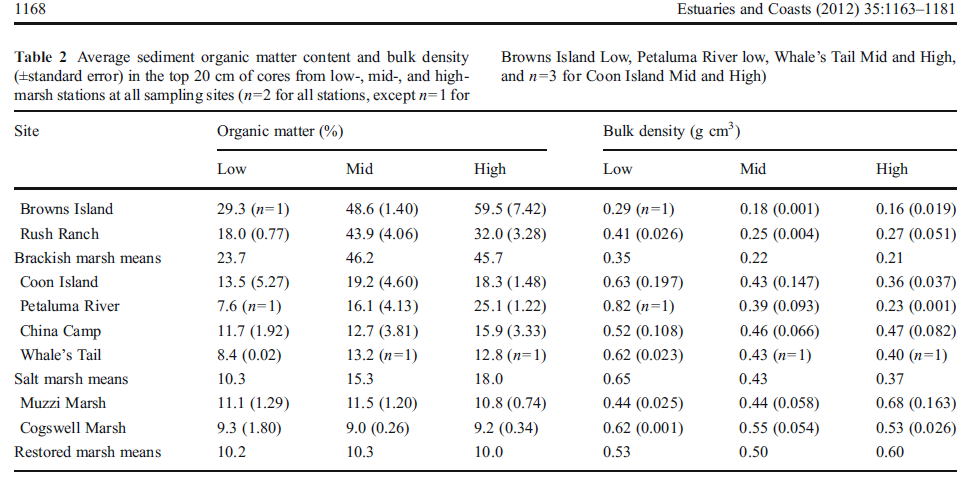 1168
Estuaries and Coasts (2012) 35:1163–1181
Table 2 Average sediment organic matter content and bulk density
(±standard error) in the top 20 cm of cores from low-, mid-, and high-
marsh stations at all sampling sites (n=2 for all stations, except n=1 for
Browns Island Low, Petaluma River low, Whale's Tail Mid and High,
and n=3 for Coon Island Mid and High)
Site Organic matter (%) Bulk density (g cm3)
Low Mid High Low Mid High
Browns Island 29.3 (n=1) 48.6 (1.40) 59.5 (7.42) 0.29 (n=1) 0.18 (0.001) 0.16 (0.019)
Rush Ranch 18.0 (0.77) 43.9 (4.06) 32.0 (3.28) 0.41 (0.026) 0.25 (0.004) 0.27 (0.051)
Brackish marsh means 23.7 46.2 45.7 0.35 0.22 0.21
Coon Island 13.5 (5.27) 19.2 (4.60) 18.3 (1.48) 0.63 (0.197) 0.43 (0.147) 0.36 (0.037)
Petaluma River 7.6 (n=1) 16.1 (4.13) 25.1 (1.22) 0.82 (n=1) 0.39 (0.093) 0.23 (0.001)
China Camp 11.7 (1.92) 12.7 (3.81) 15.9 (3.33) 0.52 (0.108) 0.46 (0.066) 0.47 (0.082)
Whale's Tail 8.4 (0.02) 13.2 (n=1) 12.8 (n=1) 0.62 (0.023) 0.43 (n=1) 0.40 (n=1)
Salt marsh means 10.3 15.3 18.0 0.65 0.43 0.37
Muzzi Marsh 11.1 (1.29) 11.5 (1.20) 10.8 (0.74) 0.44 (0.025) 0.44 (0.058) 0.68 (0.163)
Cogswell Marsh 9.3 (1.80) 9.0 (0.26) 9.2 (0.34) 0.62 (0.001) 0.55 (0.054) 0.53 (0.026)
Restored marsh means 10.2 10.3 10.0 0.53 0.50 0.60